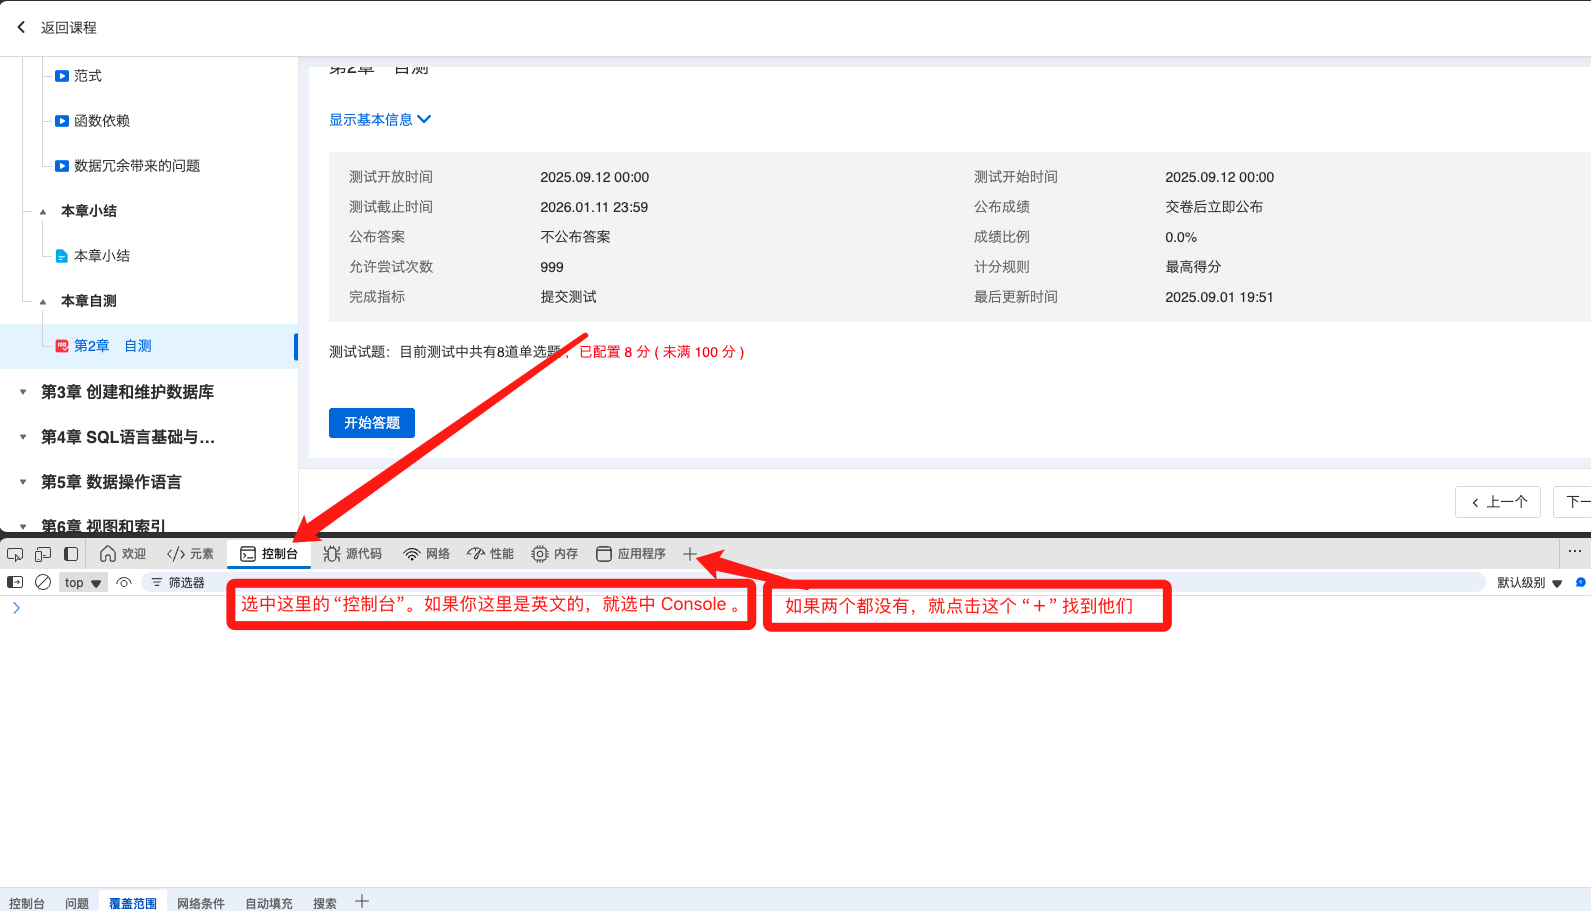 返回课程
范式
函数依赖
数据冗余带来的问题
本章小结
本章小结
本章自测
第2章 自测
第3章 创建和维护数据库
第4章 SQL语言基础与...
第5章 数据操作语言
第6章 视图和索引
第2章 自测
显示基本信息
测试开放时间 2025.09.12 00:00 测试开始时间 2025.09.12 00:00
测试截止时间 2026.01.11 23:59 公布成绩 交卷后立即公布
公布答案 不公布答案 成绩比例 0.0%
允许尝试次数 999 计分规则 最高得分
完成指标 提交测试 最后更新时间 2025.09.01 19:51
测试试题：目前测试中共有8道单选题，已配置 8 分 ( 未满 100 分 )
开始答题
上一个 下一
欢迎 元素 控制台 源代码 网络 性能 内存 应用程序
top 筛选器 默认级别
选中这里的 “控制台”。如果你这里是英文的，就选中 Console 。
如果两个都没有，就点击这个 “＋” 找到他们
控制台 问题 覆盖范围 网络条件 自动填充 搜索